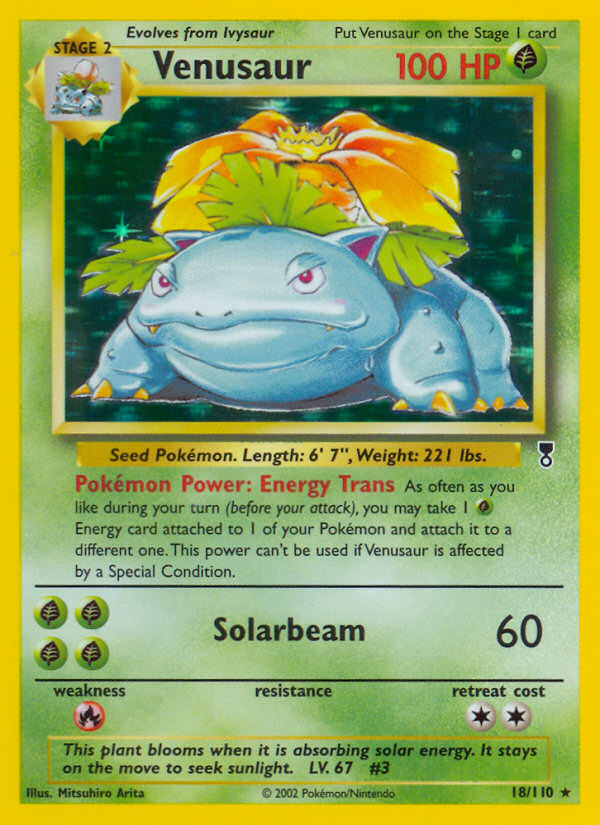 Evolves from Ivysaur
Put Venusaur on the Stage 1 card
STAGE 2
Venusaur
100 HP
Seed Pokémon. Length: 6' 7", Weight: 221 lbs.
Pokémon Power: Energy Trans As often as you
like during your turn (before your attack), you may take 1
Energy card attached to 1 of your Pokémon and attach it to a
different one. This power can't be used if Venusaur is affected
by a Special Condition.
Solarbeam
60
weakness
resistance
retreat cost
This plant blooms when it is absorbing solar energy. It stays
on the move to seek sunlight. LV. 67 #3
Illus. Mitsuhiro Arita
© 2002 Pokémon/Nintendo
18/110 ★